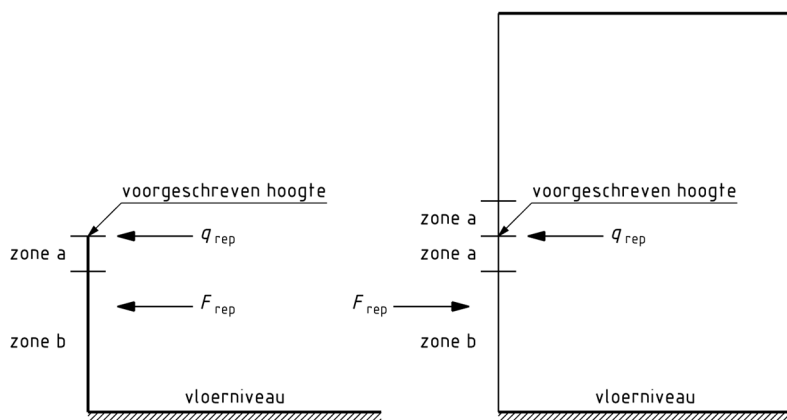 voorgeschreven hoogte
zone a
q rep
F rep
zone b
vloerniveau
voorgeschreven hoogte
zone a
zone a
q rep
F rep
zone b
vloerniveau